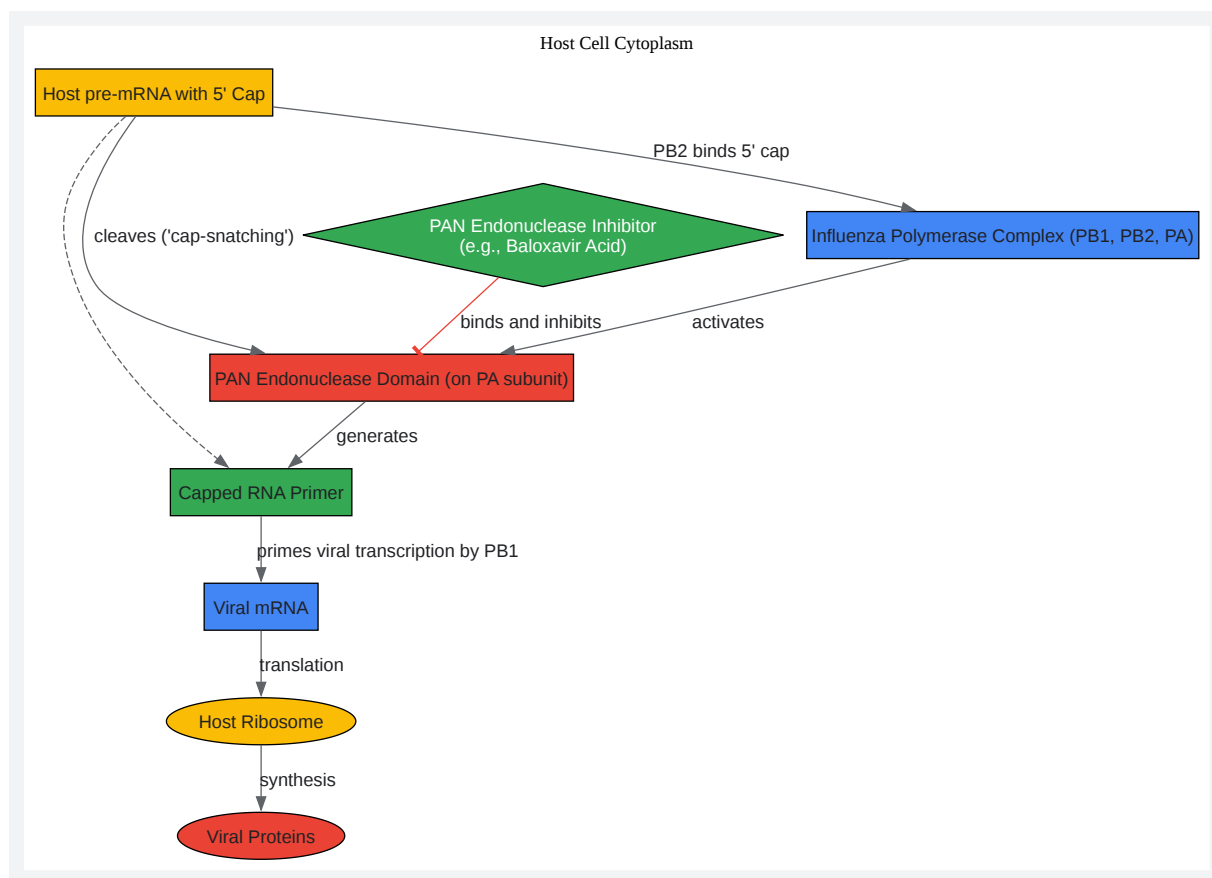 Host Cell Cytoplasm
Host pre-mRNA with 5' Cap
PB2 binds 5' cap
cleaves ('cap-snatching')
PAN Endonuclease Inhibitor
(e.g., Baloxavir Acid)
Influenza Polymerase Complex (PB1, PB2, PA)
binds and inhibits
activates
PAN Endonuclease Domain (on PA subunit)
generates
Capped RNA Primer
primes viral transcription by PB1
Viral mRNA
translation
Host Ribosome
synthesis
Viral Proteins